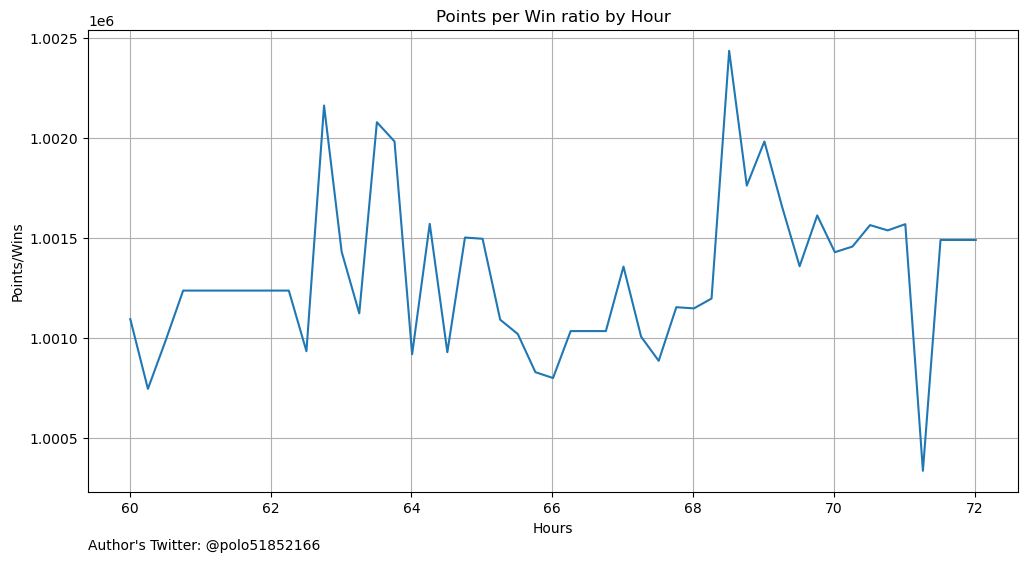 Points per Win ratio by Hour
1e6
1.0025
1.0020
1.0015
1.0010
1.0005
Points/Wins
60 62 64 66 68 70 72
Hours
Author's Twitter: @polo51852166